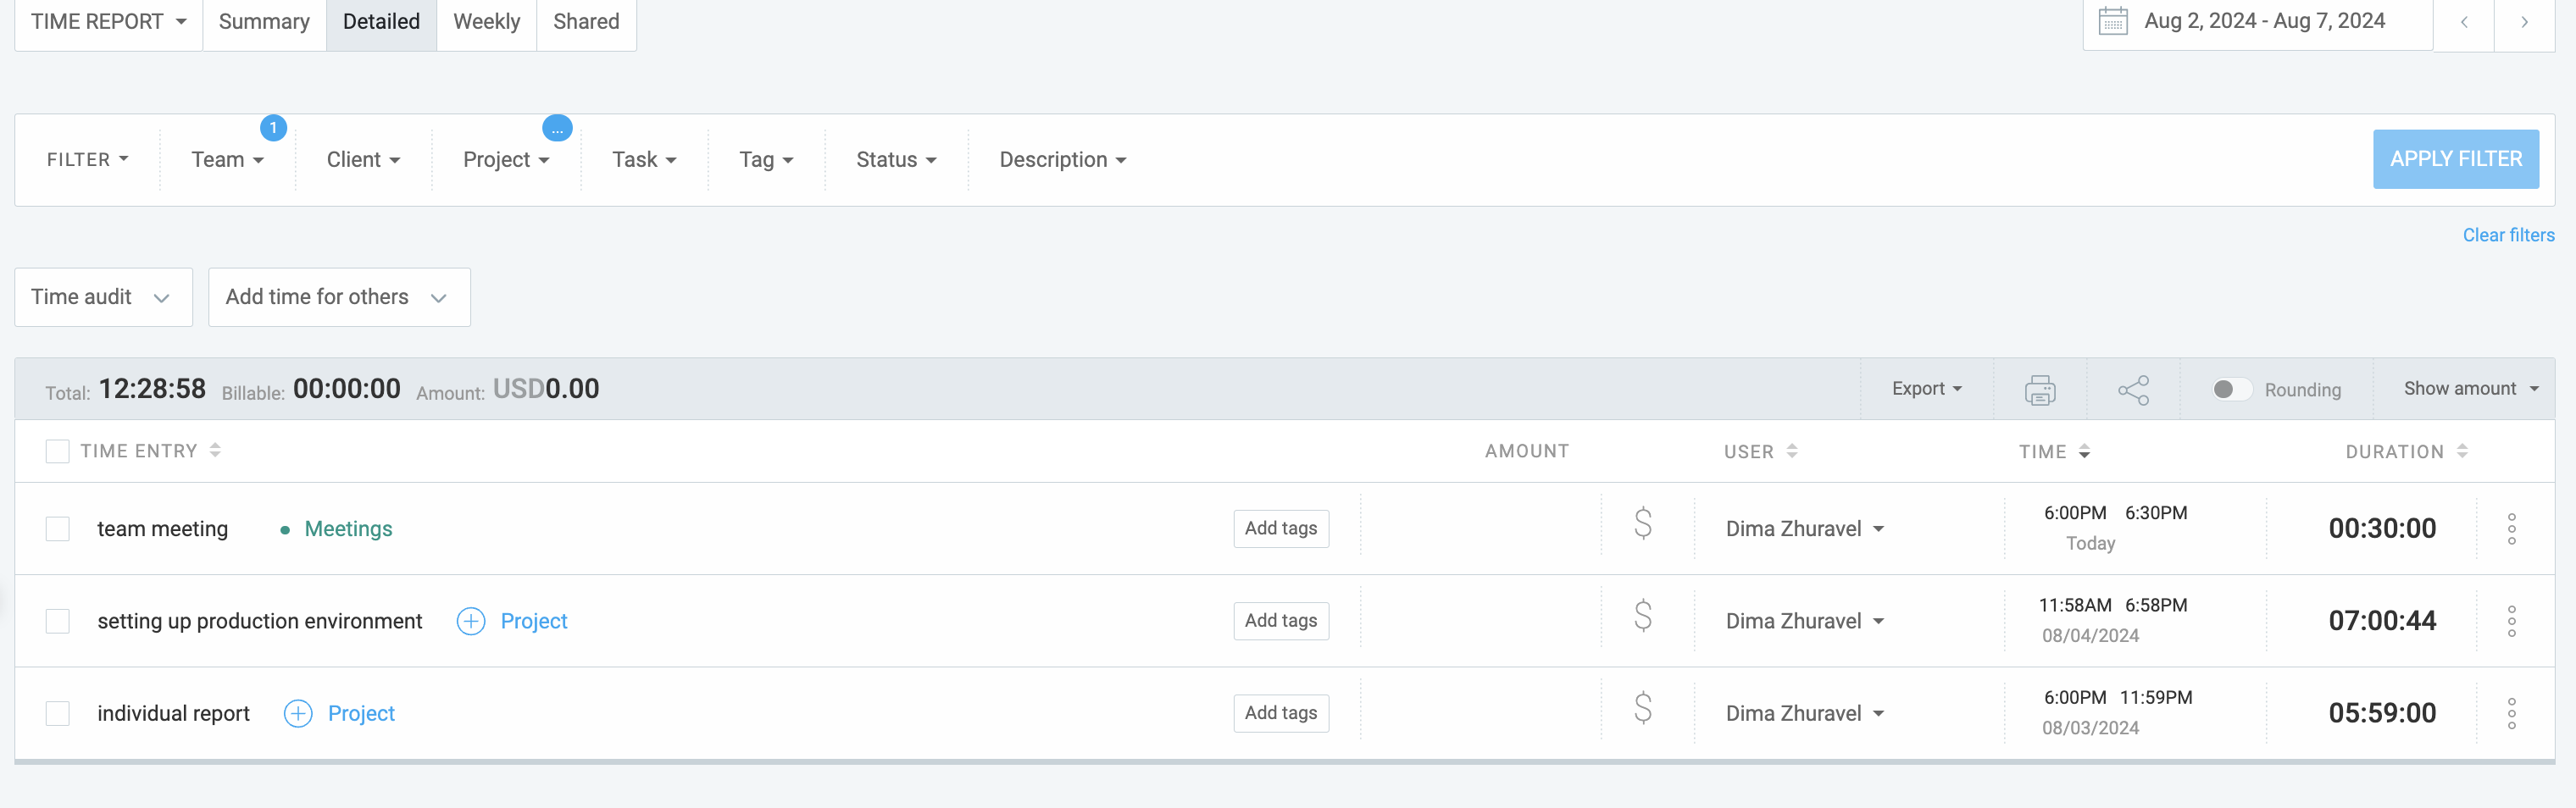 TIME REPORT Summary Detailed Weekly Shared Aug 2, 2024 - Aug 7, 2024
1 ...
FILTER Team Client Project Task Tag Status Description APPLY FILTER
Clear filters
Time audit Add time for others
Total: 12:28:58 Billable: 00:00:00 Amount: USD0.00 Export Rounding Show amount
TIME ENTRY AMOUNT USER TIME DURATION
team meeting Meetings Add tags $ Dima Zhuravel 6:00PM 6:30PM 00:30:00
Today
setting up production environment Project Add tags $ Dima Zhuravel 11:58AM 6:58PM 07:00:44
08/04/2024
individual report Project Add tags $ Dima Zhuravel 6:00PM 11:59PM 05:59:00
08/03/2024